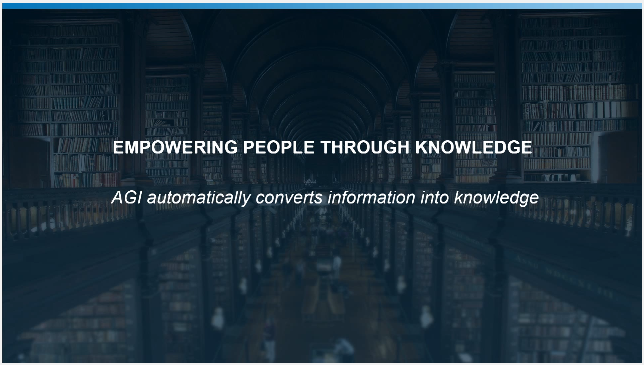 EMPOWERING PEOPLE THROUGH KNOWLEDGE
AGI automatically converts information into knowledge